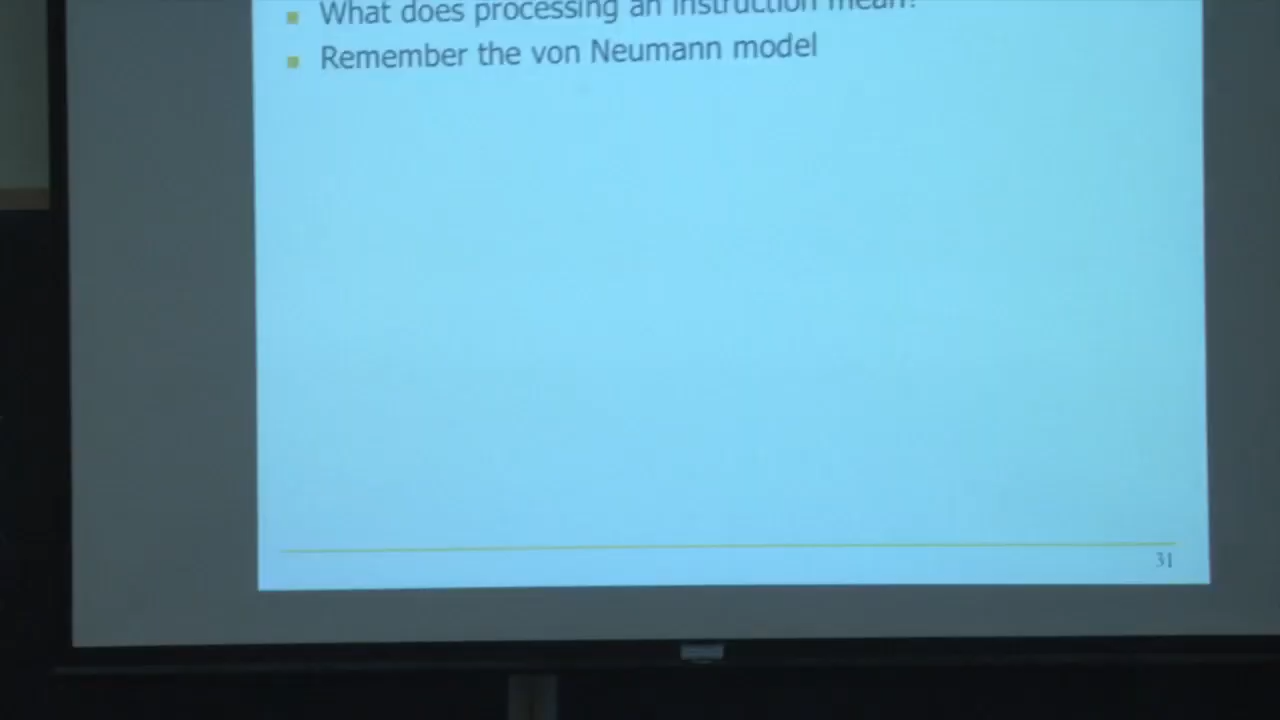 What does processing an instruction mean?
Remember the von Neumann model
31